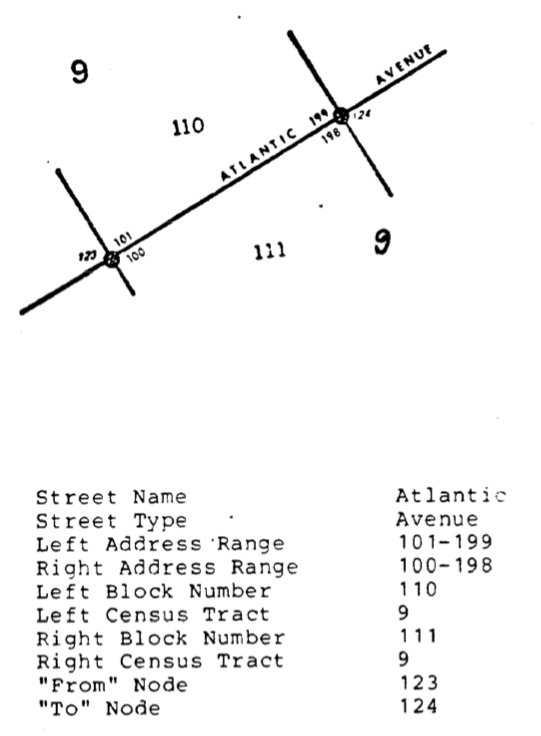 9
AVENUE
110
199
124
198
ATLANTIC
101
123
100
111
9
Street Name Atlantic
Street Type Avenue
Left Address Range 101-199
Right Address Range 100-198
Left Block Number 110
Left Census Tract 9
Right Block Number 111
Right Census Tract 9
"From" Node 123
"To" Node 124